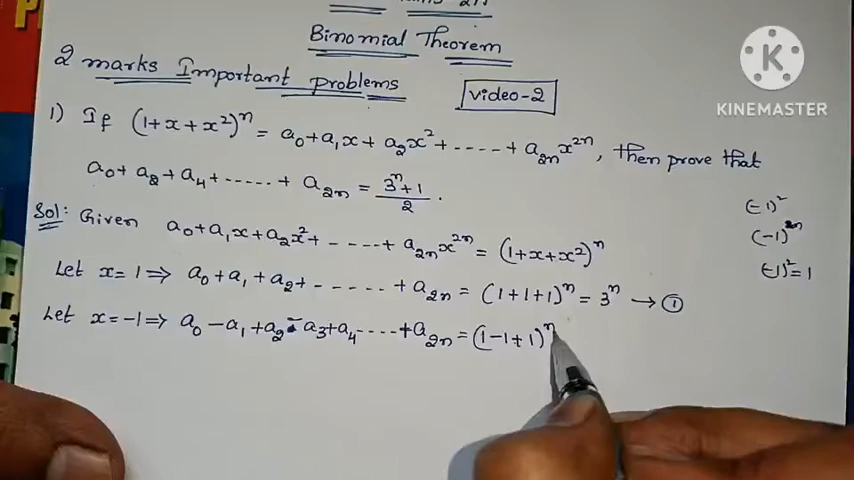 Binomial Theorem
2 marks Important problems
Video-2
K
KINEMASTER
1) If (1+x+x²)ⁿ = a₀+a₁x+a₂x²+-----+a₂ₙx²ⁿ, then prove that
a₀+a₂+a₄+-----+a₂ₙ = (3ⁿ+1)/2.
(-1)²
(-1)²ⁿ
(-1)²=1
Sol: Given a₀+a₁x+a₂x²+-----+a₂ₙx²ⁿ = (1+x+x²)ⁿ
Let x=1 ⇒ a₀+a₁+a₂+------+a₂ₙ = (1+1+1)ⁿ = 3ⁿ → ①
Let x=-1 ⇒ a₀-a₁+a₂-a₃+a₄----+a₂ₙ = (1-1+1)ⁿ